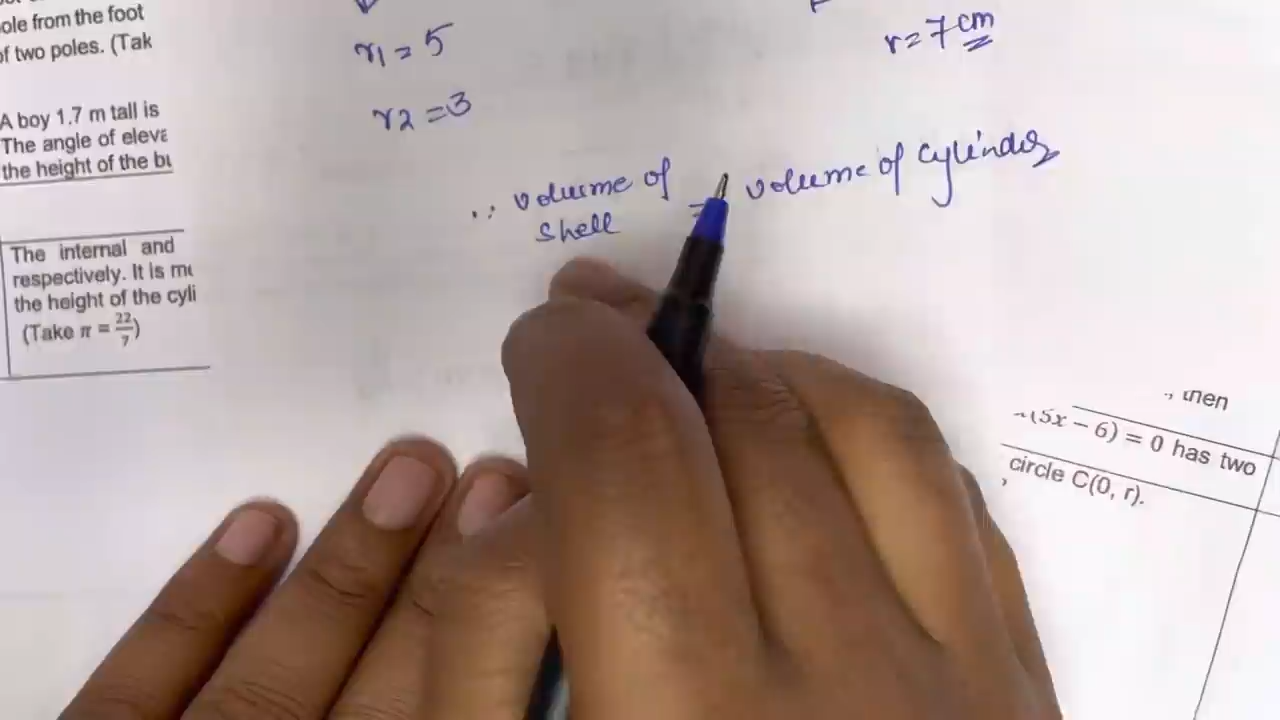 ole from the foot
of two poles. (Tak
A boy 1.7 m tall is
The angle of eleva
the height of the bu
The internal and
respectively. It is me
the height of the cyli
(Take π = 22/7)
r1 = 5
r2 = 3
r = 7 cm
∴ volume of shell = volume of cylinder
, then
(5x − 6) = 0 has two
circle C(0, r).